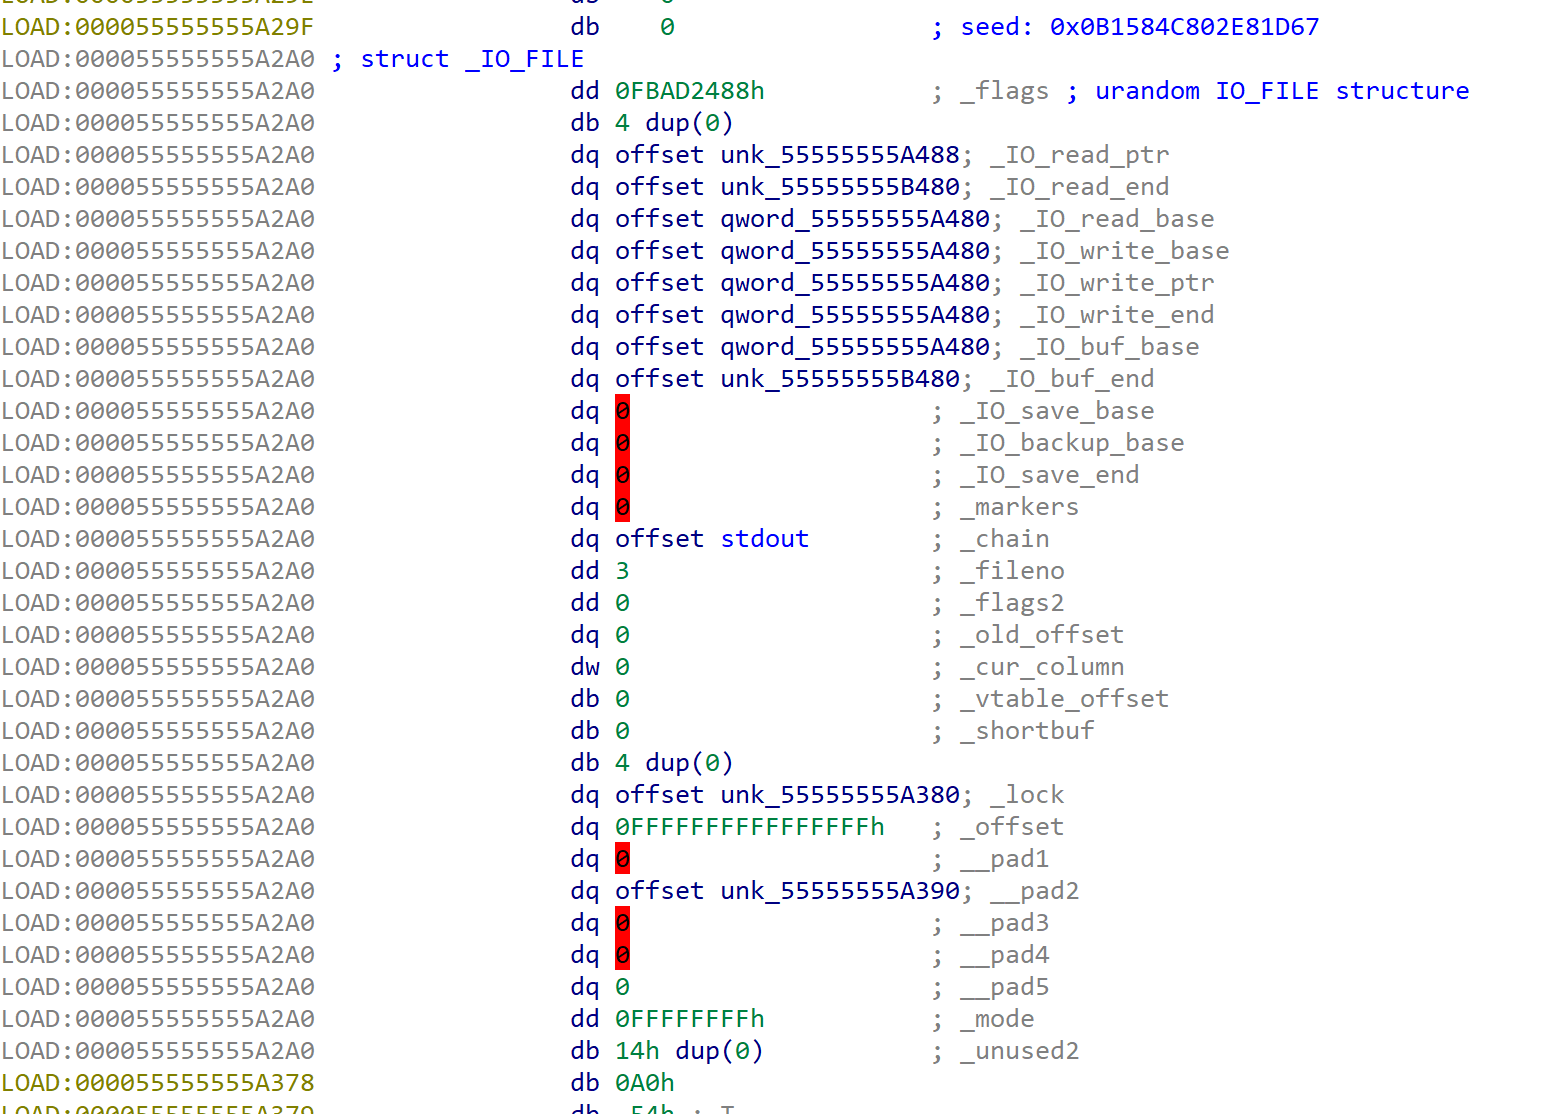 LOAD:000055555555A29F db 0 ; seed: 0x0B1584C802E81D67
LOAD:000055555555A2A0 ; struct _IO_FILE
LOAD:000055555555A2A0 dd 0FBAD2488h ; _flags ; urandom IO_FILE structure
LOAD:000055555555A2A0 db 4 dup(0)
LOAD:000055555555A2A0 dq offset unk_55555555A488; _IO_read_ptr
LOAD:000055555555A2A0 dq offset unk_55555555B480; _IO_read_end
LOAD:000055555555A2A0 dq offset qword_55555555A480; _IO_read_base
LOAD:000055555555A2A0 dq offset qword_55555555A480; _IO_write_base
LOAD:000055555555A2A0 dq offset qword_55555555A480; _IO_write_ptr
LOAD:000055555555A2A0 dq offset qword_55555555A480; _IO_write_end
LOAD:000055555555A2A0 dq offset qword_55555555A480; _IO_buf_base
LOAD:000055555555A2A0 dq offset unk_55555555B480; _IO_buf_end
LOAD:000055555555A2A0 dq 0 ; _IO_save_base
LOAD:000055555555A2A0 dq 0 ; _IO_backup_base
LOAD:000055555555A2A0 dq 0 ; _IO_save_end
LOAD:000055555555A2A0 dq 0 ; _markers
LOAD:000055555555A2A0 dq offset stdout ; _chain
LOAD:000055555555A2A0 dd 3 ; _fileno
LOAD:000055555555A2A0 dd 0 ; _flags2
LOAD:000055555555A2A0 dq 0 ; _old_offset
LOAD:000055555555A2A0 dw 0 ; _cur_column
LOAD:000055555555A2A0 db 0 ; _vtable_offset
LOAD:000055555555A2A0 db 0 ; _shortbuf
LOAD:000055555555A2A0 db 4 dup(0)
LOAD:000055555555A2A0 dq offset unk_55555555A380; _lock
LOAD:000055555555A2A0 dq 0FFFFFFFFFFFFFFFFh ; _offset
LOAD:000055555555A2A0 dq 0 ; __pad1
LOAD:000055555555A2A0 dq offset unk_55555555A390; __pad2
LOAD:000055555555A2A0 dq 0 ; __pad3
LOAD:000055555555A2A0 dq 0 ; __pad4
LOAD:000055555555A2A0 dq 0 ; __pad5
LOAD:000055555555A2A0 dd 0FFFFFFFFh ; _mode
LOAD:000055555555A2A0 db 14h dup(0) ; _unused2
LOAD:000055555555A378 db 0A0h
LOAD:000055555555A379 db 54h ; T